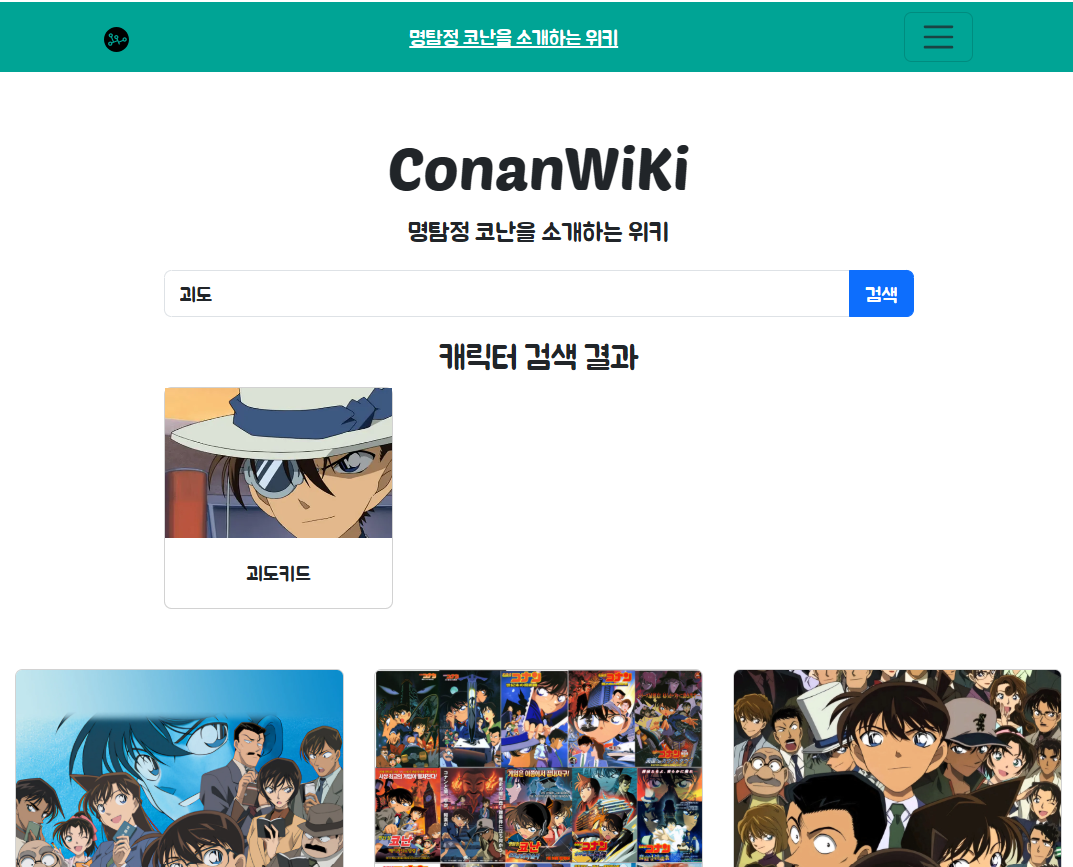 명탐정 코난을 소개하는 위키
ConanWiKi
명탐정 코난을 소개하는 위키
괴도
검색
캐릭터 검색 결과
괴도키드